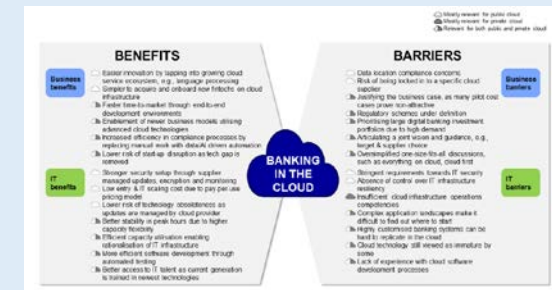 Mostly relevant for public cloud
Mostly relevant for private cloud
Relevant for both public and private cloud
BENEFITS
Business
benefits
Easier innovation by tapping into growing cloud
service ecosystem, e.g., language processing
Simpler to acquire and onboard new fintechs on cloud
infrastructure
Faster time-to-market through end-to-end
development environments
Enablement of newer business models utilising
advanced cloud technologies
Increased efficiency in compliance processes by
replacing manual work with data/AI driven automation
Lower risk of start-up disruption as tech gap is
removed
IT
benefits
Stronger security setup through supplier
managed updates, encryption and monitoring
Low entry & IT scaling cost due to pay per use
pricing model
Lower risk of technology obsolescence as
updates are managed by cloud provider
Better stability in peak hours due to higher
capacity flexibility
Efficient capacity utilisation enabling
rationalisation of IT infrastructure
More efficient software development through
automated testing
Better access to IT talent as current generation
is trained in newest technologies
BANKING
IN THE
CLOUD
BARRIERS
Business
barriers
Data location compliance concerns
Risk of being locked in to a specific cloud
supplier
Justifying the business case, as many pilot cost
cases prove non-attractive
Regulatory schemes under definition
Prioritising large digital banking investment
portfolios due to high demand
Articulating a joint vision and guidance, e.g.,
target & supplier choice
Oversimplified one-size-fits-all discussions,
such as everything on cloud, cloud first
IT
barriers
Strongest requirements towards IT security
Absence of control over IT infrastructure
resiliency
Insufficient cloud infrastructure operations
competencies
Complex application landscapes make it
difficult to find out where to start
Highly customised banking systems can be
hard to replicate in the cloud
Cloud technology still viewed as immature by
some
Lack of experience with cloud software
development processes